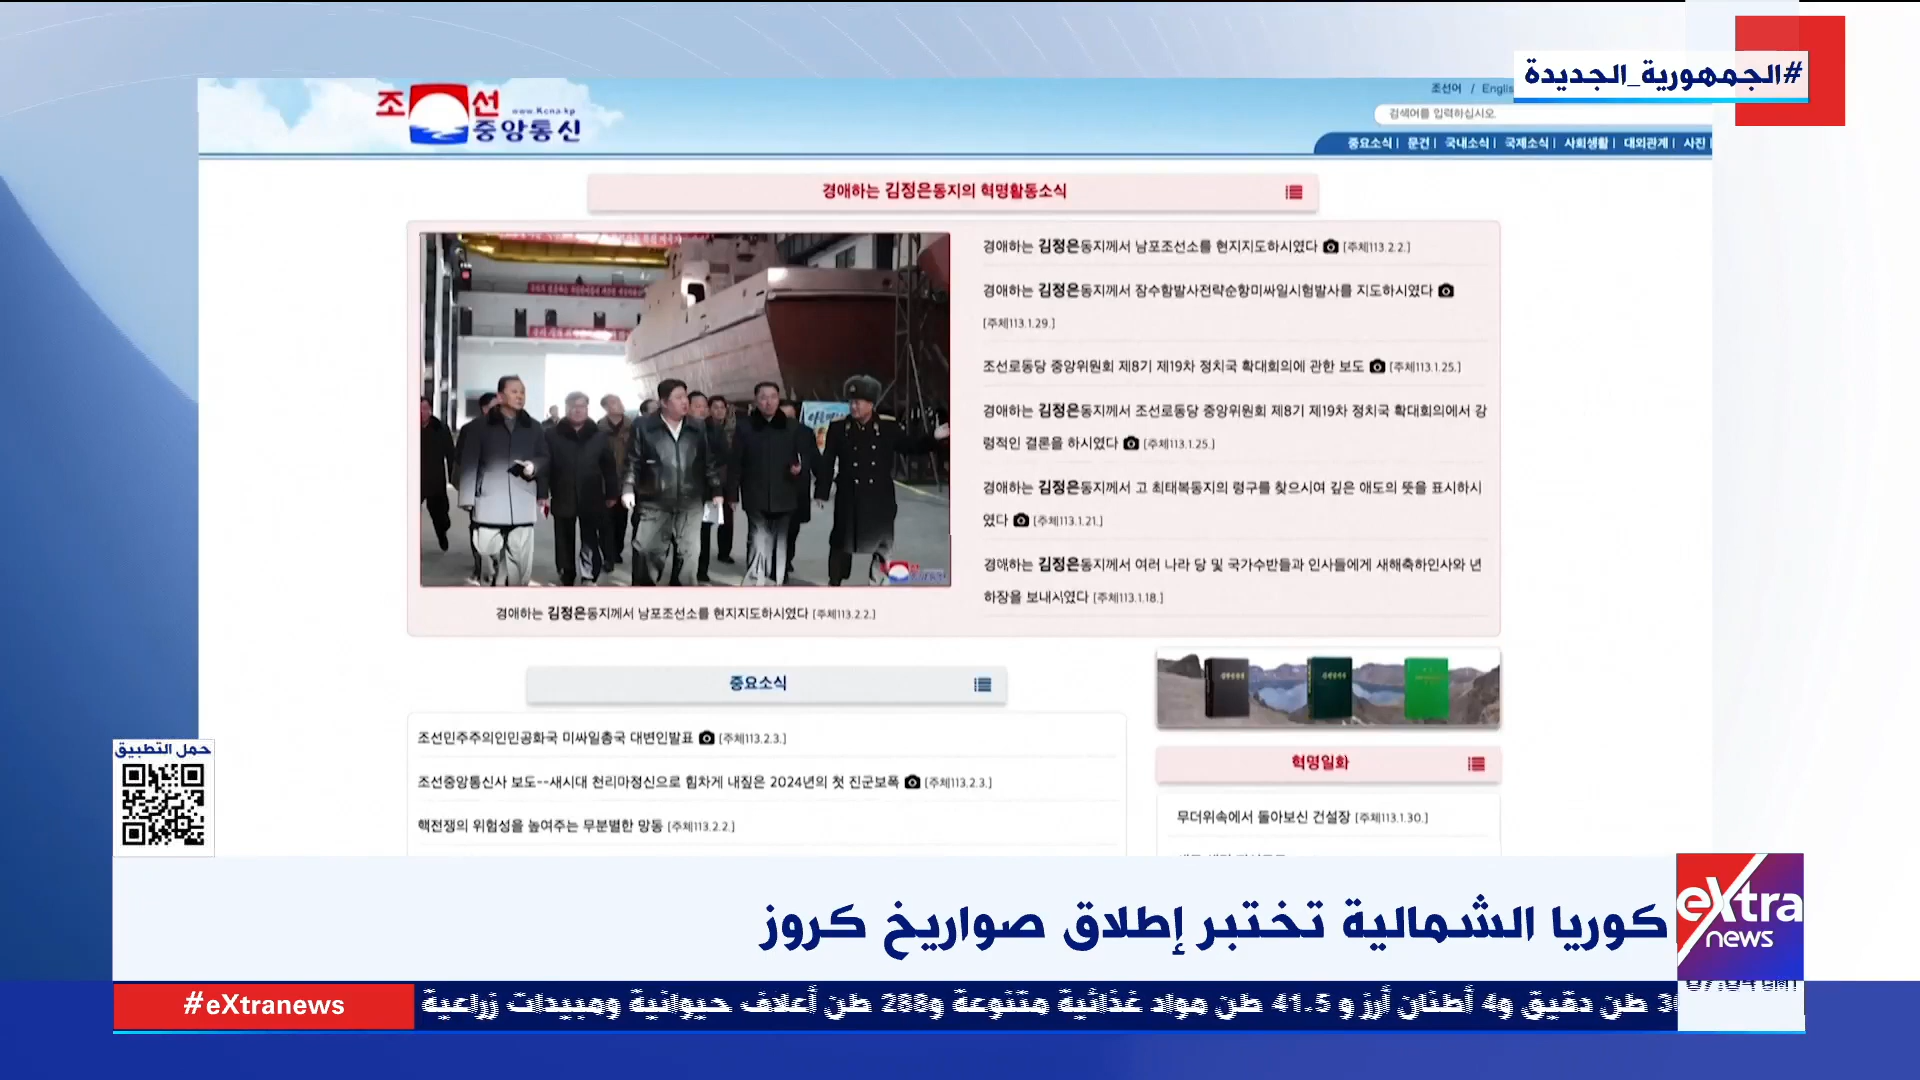 #الجمهورية_الجديدة
조선
www.kcna.kp
중앙통신
조선어 / Englis
검색어를 입력하십시오.
중요소식 | 문건 | 국내소식 | 국제소식 | 사회생활 | 대외관계 | 사진 |
경애하는 김정은동지의 혁명활동소식
경애하는 김정은동지께서 남포조선소를 현지지도하시였다 [주체113.2.2.]
경애하는 김정은동지께서 잠수함발사전략순항미싸일시험발사를 지도하시였다
[주체113.1.29.]
조선로동당 중앙위원회 제8기 제19차 정치국 확대회의에 관한 보도 [주체113.1.25.]
경애하는 김정은동지께서 조선로동당 중앙위원회 제8기 제19차 정치국 확대회의에서 강
령적인 결론을 하시였다 [주체113.1.25.]
경애하는 김정은동지께서 고 최태복동지의 령구를 찾으시여 깊은 애도의 뜻을 표시하시
였다 [주체113.1.21.]
경애하는 김정은동지께서 여러 나라 당 및 국가수반들과 인사들에게 새해축하인사와 년
하장을 보내시였다 [주체113.1.18.]
경애하는 김정은동지께서 남포조선소를 현지지도하시였다 [주체113.2.2.]
중요소식
조선민주주의인민공화국 미싸일총국 대변인발표 [주체113.2.3.]
조선중앙통신사 보도--새시대 천리마정신으로 힘차게 내짚은 2024년의 첫 진군보폭 [주체113.2.3.]
핵전쟁의 위험성을 높여주는 무분별한 망동 [주체113.2.2.]
혁명일화
무더위속에서 돌아보신 건설장 [주체113.1.30.]
حمل التطبيق
كوريا الشمالية تختبر إطلاق صواريخ كروز
eXtra
news
#eXtranews
طن دقيق و4 أطنان أرز و 41.5 طن مواد غذائية متنوعة و288 طن أعلاف حيوانية ومبيدات زراعية